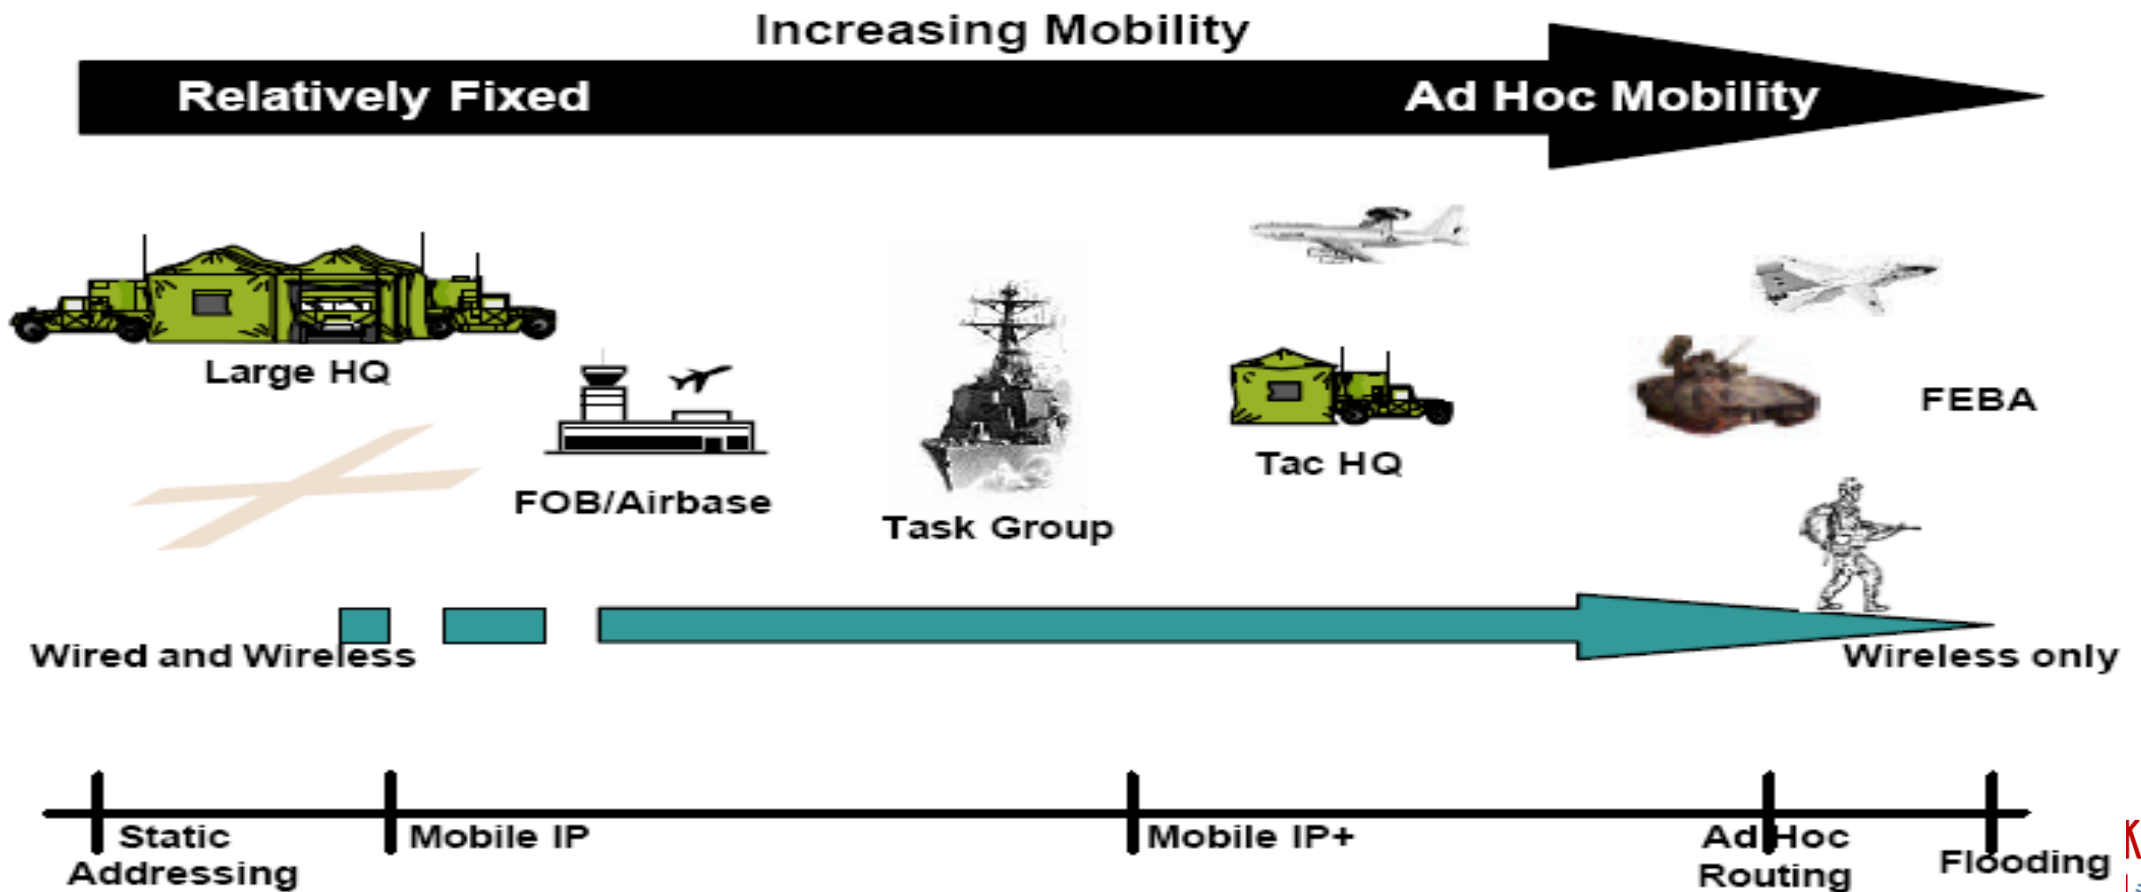 Increasing Mobility
Relatively Fixed
Ad Hoc Mobility
Large HQ
FOB/Airbase
Task Group
Tac HQ
FEBA
Wired and Wireless
Wireless only
Static
Addressing
Mobile IP
Mobile IP+
Ad Hoc
Routing
Flooding